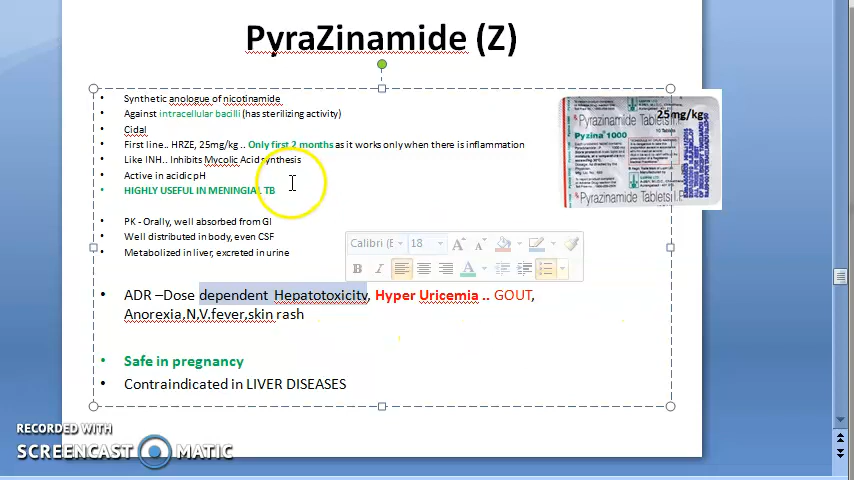 PyraZinamide (Z)
Synthetic anologue of nicotinamide
Against intracellular bacilli (has sterilizing activity)
Cidal
First line.. HRZE, 25mg/kg .. Only first 2 months as it works only when there is inflammation
Like INH.. Inhibits Mycolic Acid synthesis
Active in acidic pH
HIGHLY USEFUL IN MENINGIAL TB
PK - Orally, well absorbed from GI
Well distributed in body, even CSF
Metabolized in liver, excreted in urine
ADR –Dose dependent Hepatotoxicity, Hyper Uricemia .. GOUT,
Anorexia,N,V.fever,skin rash
Safe in pregnancy
Contraindicated in LIVER DISEASES
25mg/kg
Pyrazinamide Tablets I.P.
Pyzina 1000
10 Tablets
Pyrazinamide Tablets I.P.
Calibri (E
18
A
A
B
I
A
RECORDED WITH
SCREENCAST MATIC